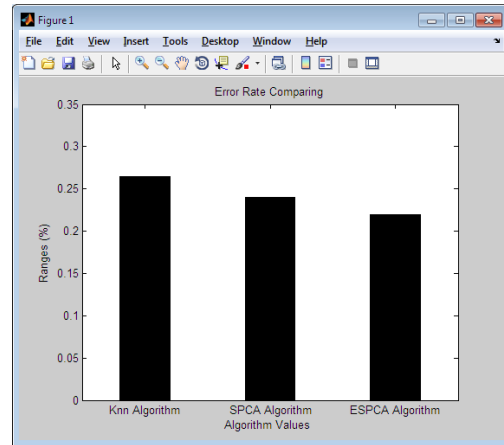 Figure 1
File Edit View Insert Tools Desktop Window Help
Error Rate Comparing
0.35
0.3
0.25
0.2
0.15
0.1
0.05
0
Ranges (%)
Knn Algorithm SPCA Algorithm ESPCA Algorithm
Algorithm Values